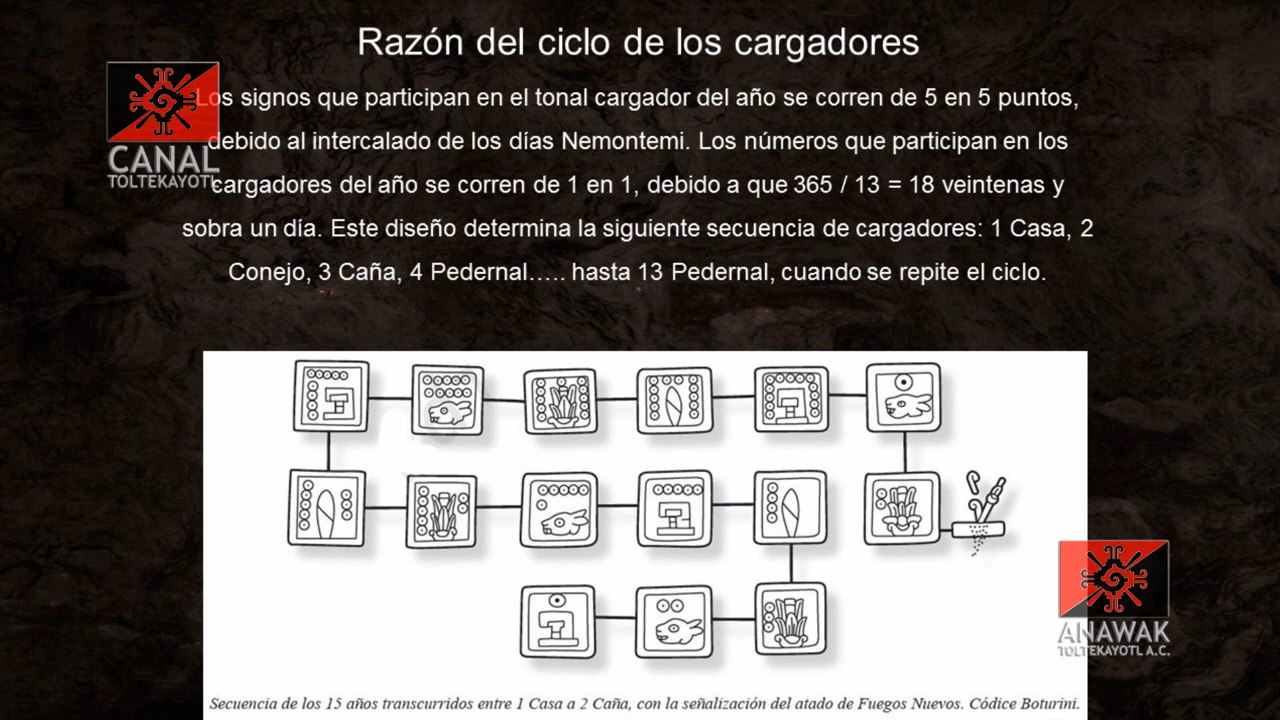 Razón del ciclo de los cargadores
Los signos que participan en el tonal cargador del año se corren de 5 en 5 puntos,
debido al intercalado de los días Nemontemi. Los números que participan en los
cargadores del año se corren de 1 en 1, debido a que 365 / 13 = 18 veintenas y
sobra un día. Este diseño determina la siguiente secuencia de cargadores: 1 Casa, 2
Conejo, 3 Caña, 4 Pedernal….. hasta 13 Pedernal, cuando se repite el ciclo.
CANAL
TOLTEKAYOTL
ANAWAK
TOLTEKAYOTL A.C.
Secuencia de los 15 años transcurridos entre 1 Casa a 2 Caña, con la señalización del atado de Fuegos Nuevos. Códice Boturini.